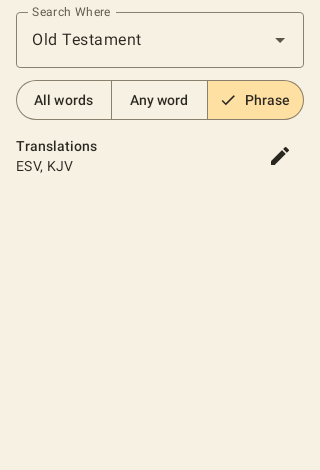 Search Where
Old Testament
All words
Any word
Phrase
Translations
ESV, KJV